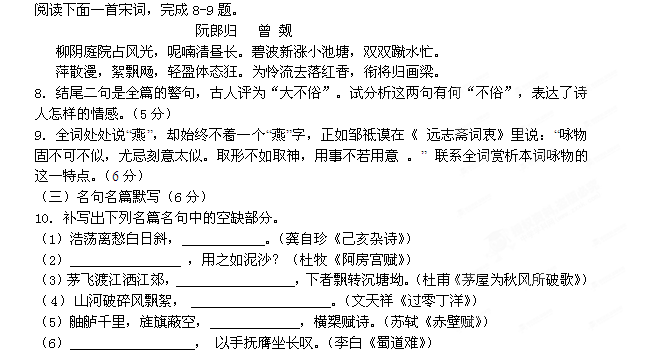 阅读下面一首宋词，完成8-9题。
阮郎归 曾 觌
柳阴庭院占风光，呢喃清昼长。碧波新涨小池塘，双双蹴水忙。
萍散漫，絮飘飏，轻盈体态狂。为怜流去落红香，衔将归画梁。
8．结尾二句是全篇的警句，古人评为“大不俗”。试分析这两句有何“不俗”，表达了诗
人怎样的情感。（5分）
9．全词处处说“燕”，却始终不着一个“燕”字，正如邹祗谟在《 远志斋词衷》里说：“咏物
固不可不似，尤忌刻意太似。取形不如取神，用事不若用意 。” 联系全词赏析本词咏物的
这一特点。（6分）
（三）名句名篇默写（6分）
10．补写出下列名篇名句中的空缺部分。
（1）浩荡离愁白日斜，__________。（龚自珍《己亥杂诗》）
（2）______________ ，用之如泥沙？（杜牧《阿房宫赋》）
（3）茅飞渡江洒江郊，______________，下者飘转沉塘坳。（杜甫《茅屋为秋风所破歌》）
（4） 山河破碎风飘絮， __________________。（文天祥《过零丁洋》）
（5）舳舻千里，旌旗蔽空，___________，横槊赋诗。（苏轼《赤壁赋》）
（6）________________， 以手抚膺坐长叹。（李白《蜀道难》）